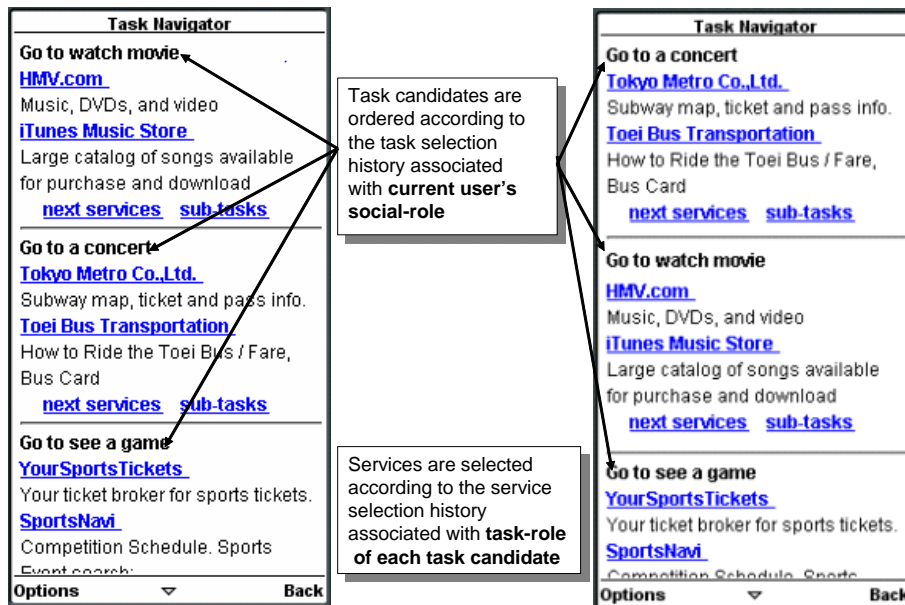 Task Navigator
Go to watch movie
HMV.com
Music, DVDs, and video
iTunes Music Store
Large catalog of songs available
for purchase and download
next services sub-tasks
Go to a concert
Tokyo Metro Co.,Ltd.
Subway map, ticket and pass info.
Toei Bus Transportation
How to Ride the Toei Bus / Fare,
Bus Card
next services sub-tasks
Go to see a game
YourSportsTickets
Your ticket broker for sports tickets.
SportsNavi
Competition Schedule. Sports
Event search:
Options Back
Task candidates are
ordered according to
the task selection
history associated
with current user's
social-role
Services are selected
according to the service
selection history
associated with task-role
of each task candidate
Task Navigator
Go to a concert
Tokyo Metro Co.,Ltd.
Subway map, ticket and pass info.
Toei Bus Transportation
How to Ride the Toei Bus / Fare,
Bus Card
next services sub-tasks
Go to watch movie
HMV.com
Music, DVDs, and video
iTunes Music Store
Large catalog of songs available
for purchase and download
next services sub-tasks
Go to see a game
YourSportsTickets
Your ticket broker for sports tickets.
SportsNavi
Competition Schedule. Sports
Options Back